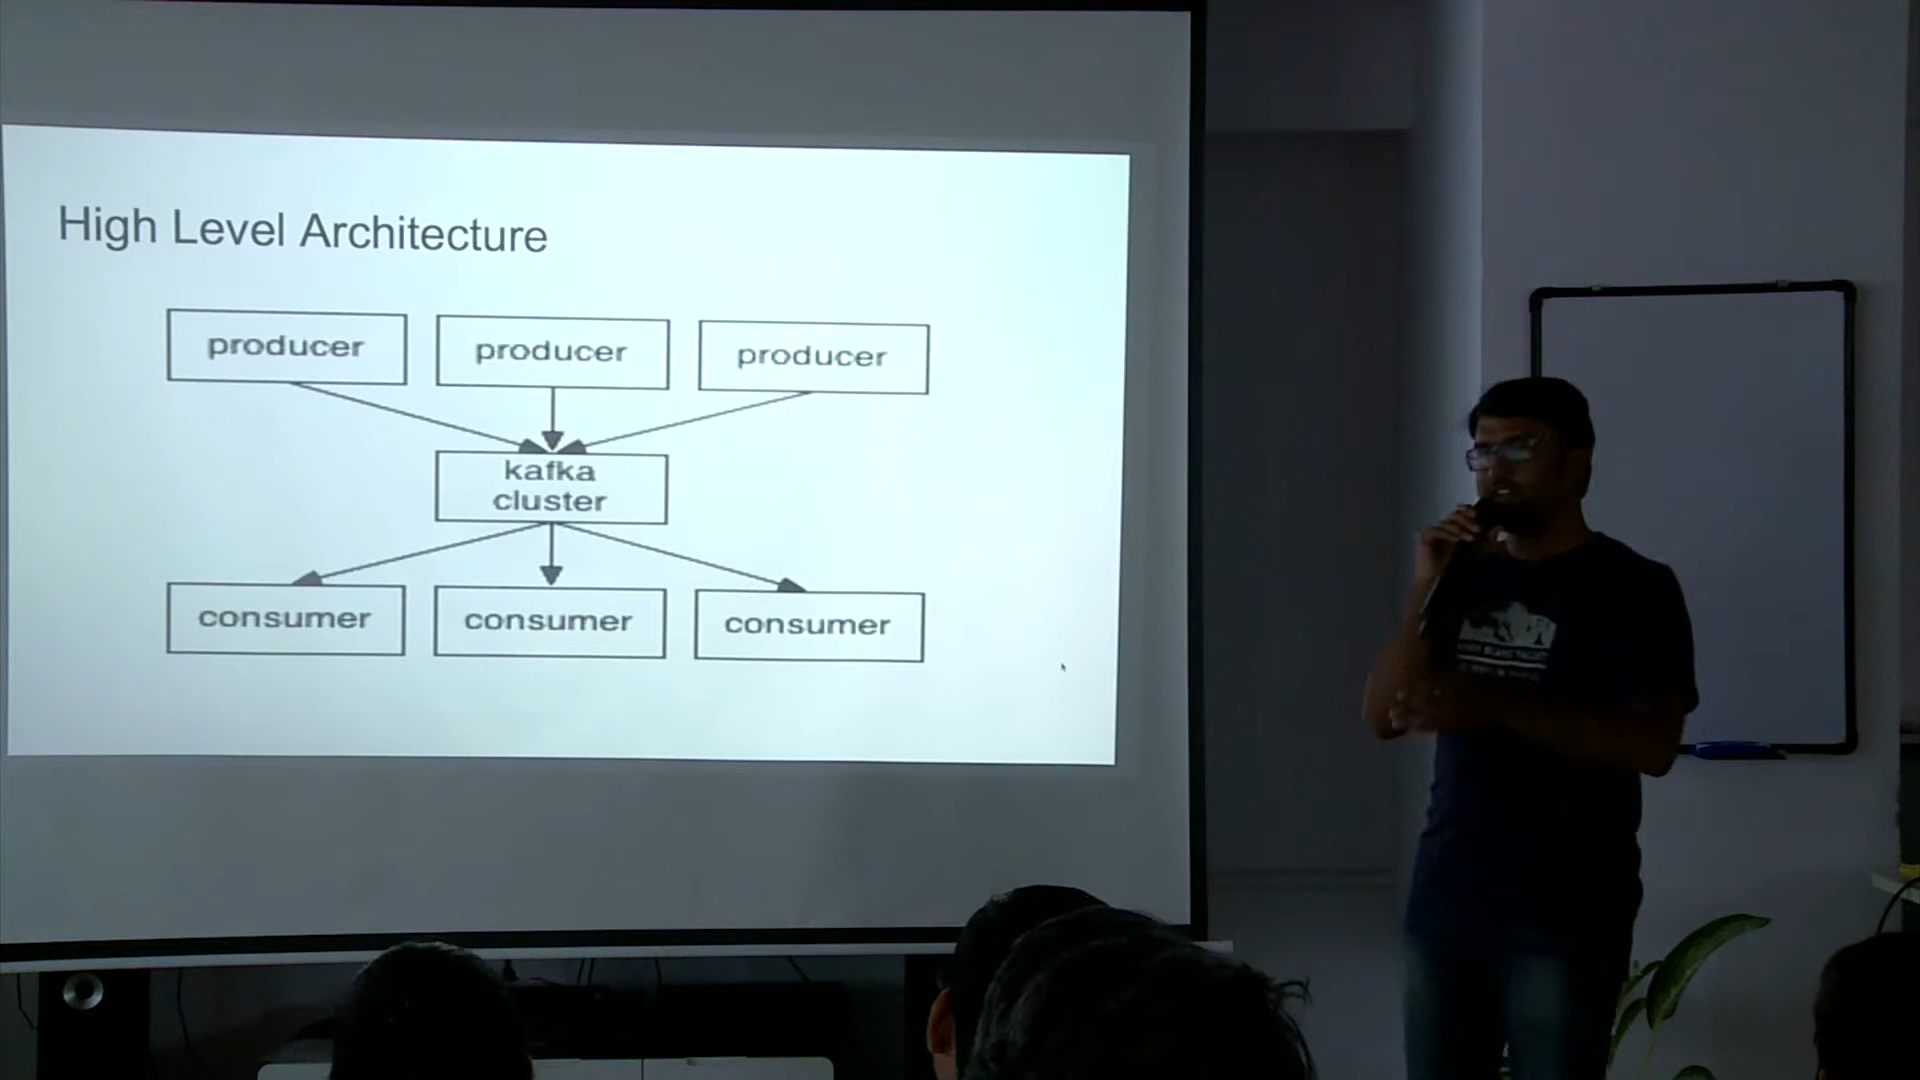 High Level Architecture
producer
producer
producer
kafka
cluster
consumer
consumer
consumer